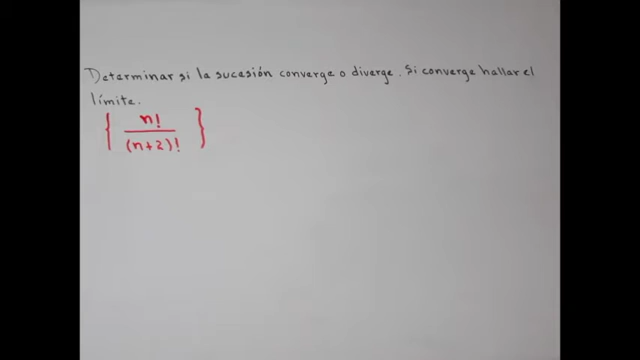 Determinar si la sucesión converge o diverge. Si converge hallar el
límite.
{ n! / (n+2)! }